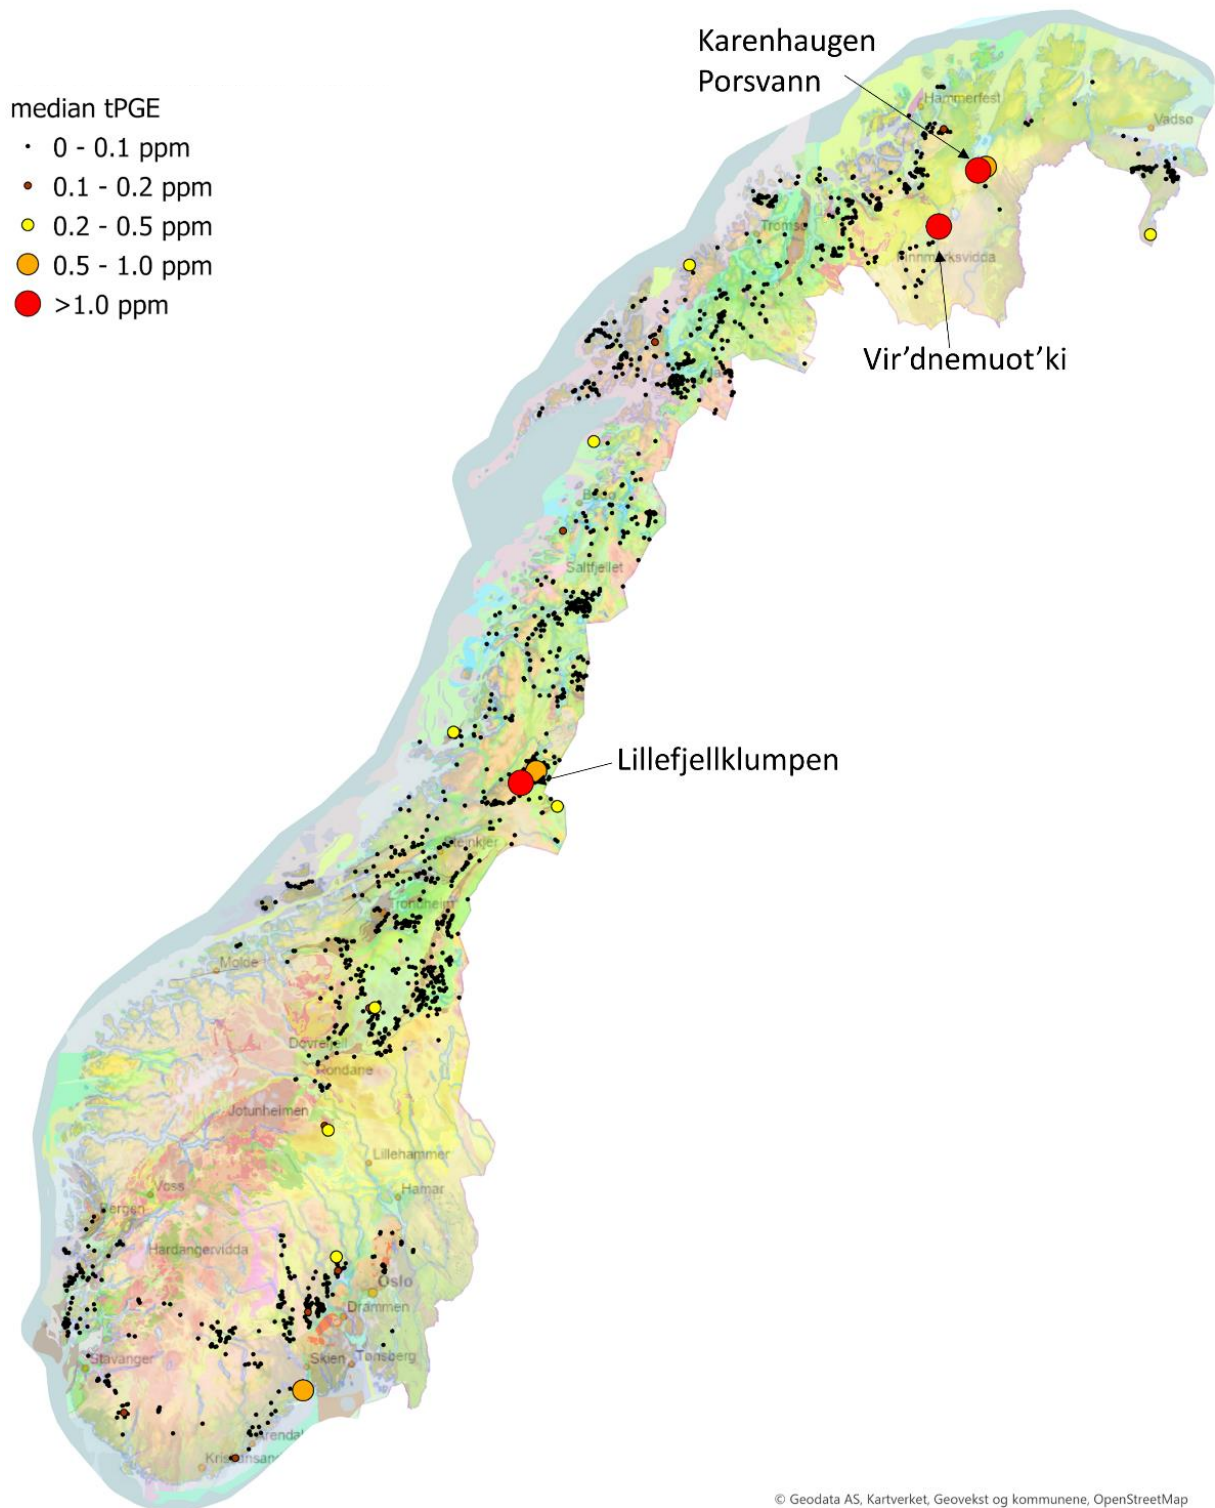 Karenhaugen
Porsvann
median tPGE
0 - 0.1 ppm
0.1 - 0.2 ppm
0.2 - 0.5 ppm
0.5 - 1.0 ppm
>1.0 ppm
Hammerfest
Vadsø
Tromsø
Finnmarksvidda
Vir'dnemuot'ki
Bodø
Saltfjellet
Lillefjellklumpen
Steinkjer
Trondheim
Molde
Dovrefjell
Rondane
Jotunheimen
Lillehammer
Voss
Hamar
Bergen
Hardangervidda
Oslo
Drammen
Stavanger
Skien
Tønsberg
Arendal
Kristiansand
© Geodata AS, Kartverket, Geovekst og kommunene, OpenStreetMap